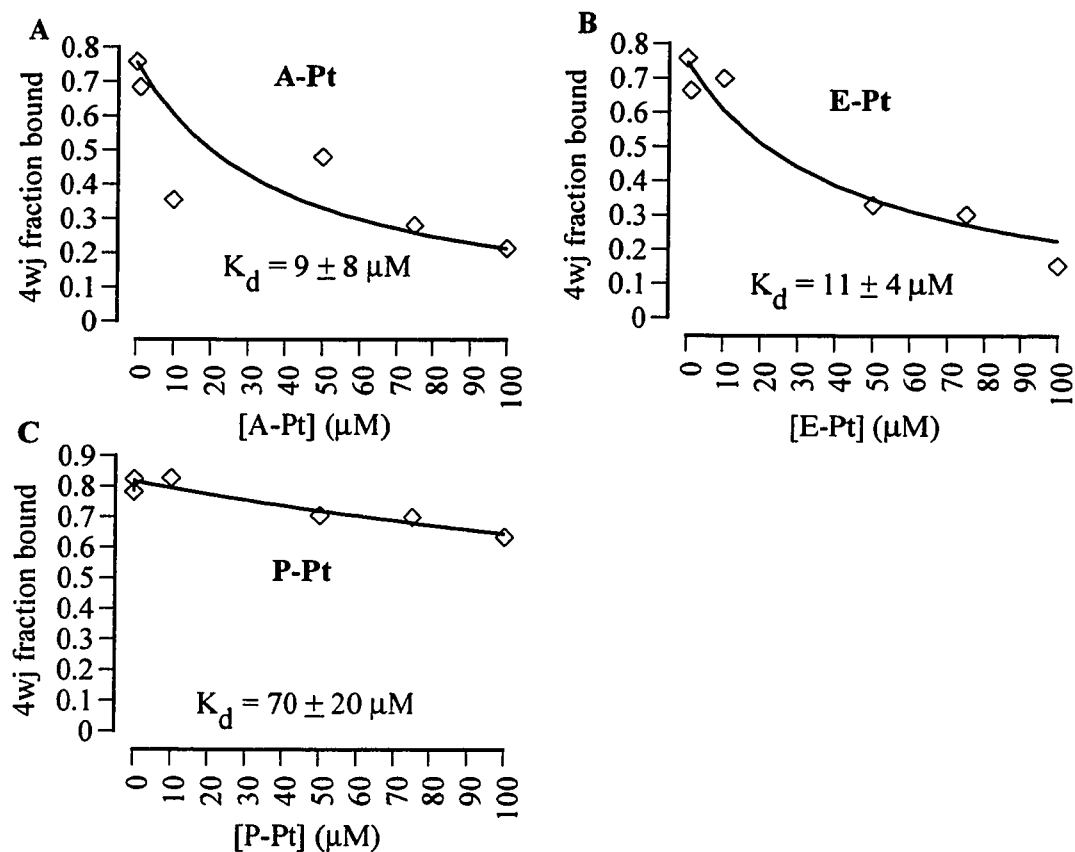 A
A-Pt
4wj fraction bound
0.8
0.7
0.6
0.5
0.4
0.3
0.2
0.1
0
Kd = 9 ± 8 μM
0 10 20 30 40 50 60 70 80 90 100
[A-Pt] (μM)
B
E-Pt
4wj fraction bound
0.8
0.7
0.6
0.5
0.4
0.3
0.2
0.1
0
Kd = 11 ± 4 μM
0 10 20 30 40 50 60 70 80 90 100
[E-Pt] (μM)
C
P-Pt
4wj fraction bound
0.9
0.8
0.7
0.6
0.5
0.4
0.3
0.2
0.1
0
Kd = 70 ± 20 μM
0 10 20 30 40 50 60 70 80 90 100
[P-Pt] (μM)